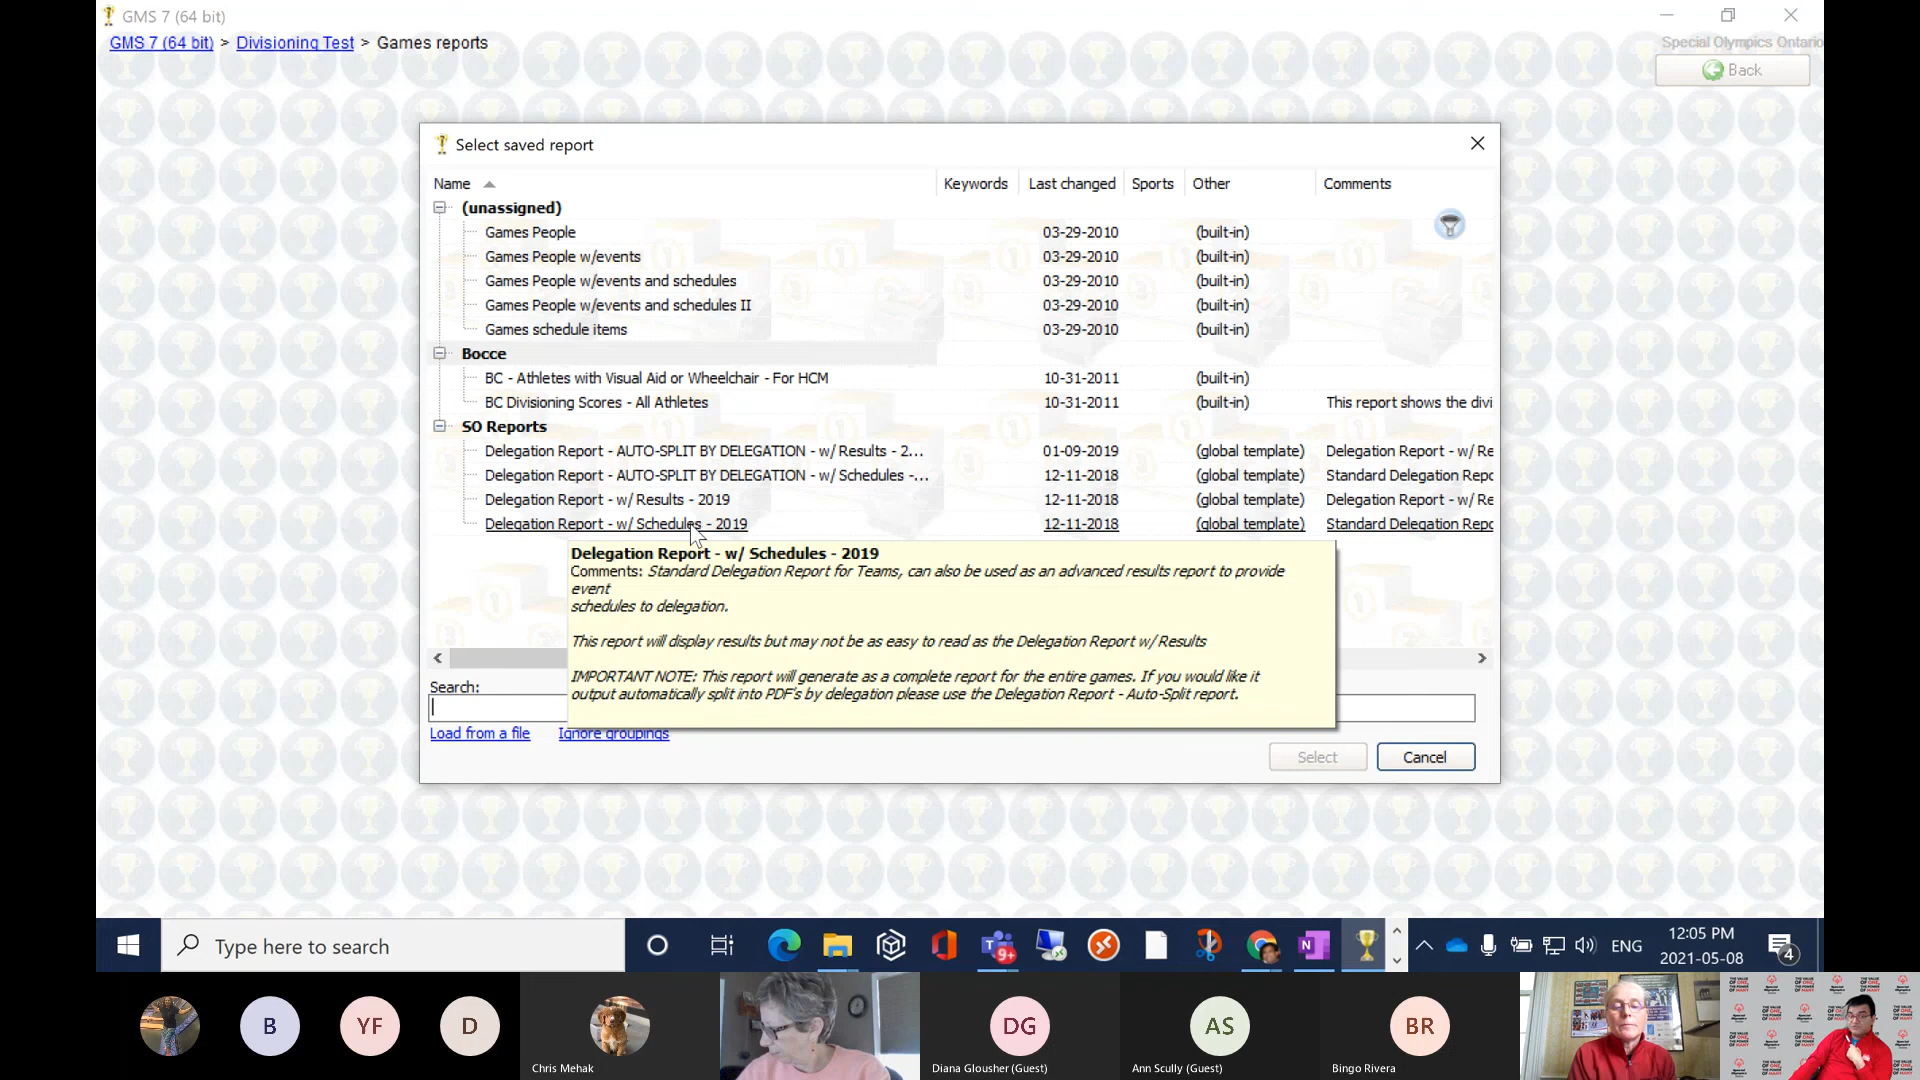 GMS 7 (64 bit)
GMS 7 (64 bit) > Divisioning Test > Games reports
Special Olympics Ontario
Back
Select saved report
Name Keywords Last changed Sports Other Comments
(unassigned)
Games People 03-29-2010 (built-in)
Games People w/events 03-29-2010 (built-in)
Games People w/events and schedules 03-29-2010 (built-in)
Games People w/events and schedules II 03-29-2010 (built-in)
Games schedule items 03-29-2010 (built-in)
Bocce
BC - Athletes with Visual Aid or Wheelchair - For HCM 10-31-2011 (built-in)
BC Divisioning Scores - All Athletes 10-31-2011 (built-in) This report shows the divi
SO Reports
Delegation Report - AUTO-SPLIT BY DELEGATION - w/ Results - 2... 01-09-2019 (global template) Delegation Report - w/ Re
Delegation Report - AUTO-SPLIT BY DELEGATION - w/ Schedules -... 12-11-2018 (global template) Standard Delegation Repo
Delegation Report - w/ Results - 2019 12-11-2018 (global template) Delegation Report - w/ Re
Delegation Report - w/ Schedules - 2019 12-11-2018 (global template) Standard Delegation Repo
Delegation Report - w/ Schedules - 2019
Comments: Standard Delegation Report for Teams, can also be used as an advanced results report to provide
event
schedules to delegation.
This report will display results but may not be as easy to read as the Delegation Report w/ Results
IMPORTANT NOTE: This report will generate as a complete report for the entire games. If you would like it
output automatically split into PDF's by delegation please use the Delegation Report - Auto-Split report.
Search:
Load from a file Ignore groupings
Select Cancel
Type here to search
9+
ENG
12:05 PM
2021-05-08
4
B YF D DG AS BR
Chris Mehak Diana Glousher (Guest) Ann Scully (Guest) Bingo Rivera